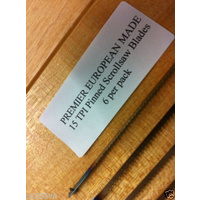 PREMIER EUROPEAN MADE
15 TPI Pinned Scrollsaw Blades
6 per pack